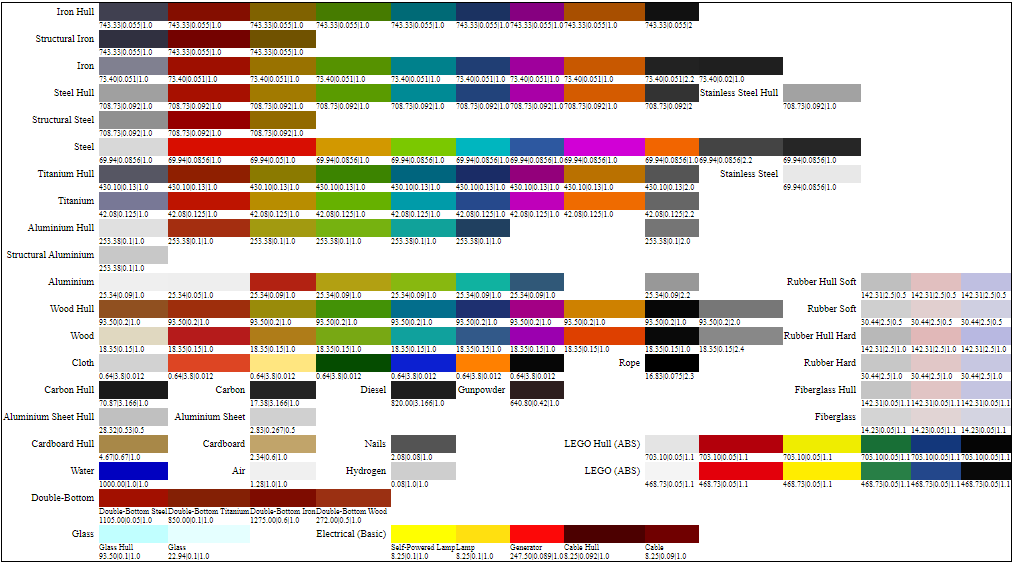 Iron Hull
743.33|0.055|1.0 743.33|0.055|1.0 743.33|0.055|1.0 743.33|0.055|1.0 743.33|0.055|1.0 743.33|0.055|1.0 743.33|0.055|1.0 743.33|0.055|1.0 743.33|0.055|2
Structural Iron
743.33|0.055|1.0 743.33|0.055|1.0 743.33|0.055|1.0
Iron
73.40|0.051|1.0 73.40|0.051|1.0 73.40|0.051|1.0 73.40|0.051|1.0 73.40|0.051|1.0 73.40|0.051|1.0 73.40|0.051|1.0 73.40|0.051|1.0 73.40|0.051|2.2 73.40|0.02|1.0
Steel Hull Stainless Steel Hull
708.73|0.092|1.0 708.73|0.092|1.0 708.73|0.092|1.0 708.73|0.092|1.0 708.73|0.092|1.0 708.73|0.092|1.0 708.73|0.092|1.0 708.73|0.092|1.0 708.73|0.092|2 708.73|0.092|1.0
Structural Steel
708.73|0.092|1.0 708.73|0.092|1.0 708.73|0.092|1.0
Steel
69.94|0.0856|1.0 69.94|0.0856|1.0 69.94|0.05|1.0 69.94|0.0856|1.0 69.94|0.0856|1.0 69.94|0.0856|1.0 69.94|0.0856|1.0 69.94|0.0856|1.0 69.94|0.0856|1.0 69.94|0.0856|2.2 69.94|0.0856|1.0
Titanium Hull Stainless Steel
430.10|0.13|1.0 430.10|0.13|1.0 430.10|0.13|1.0 430.10|0.13|1.0 430.10|0.13|1.0 430.10|0.13|1.0 430.10|0.13|1.0 430.10|0.13|1.0 430.10|0.13|2.0 69.94|0.0856|1.0
Titanium
42.08|0.125|1.0 42.08|0.125|1.0 42.08|0.125|1.0 42.08|0.125|1.0 42.08|0.125|1.0 42.08|0.125|1.0 42.08|0.125|1.0 42.08|0.125|1.0 42.08|0.125|2.2
Aluminium Hull
253.38|0.1|1.0 253.38|0.1|1.0 253.38|0.1|1.0 253.38|0.1|1.0 253.38|0.1|1.0 253.38|0.1|1.0 253.38|0.1|2.0
Structural Aluminium
253.38|0.1|1.0
Aluminium Rubber Hull Soft
25.34|0.09|1.0 25.34|0.05|1.0 25.34|0.09|1.0 25.34|0.09|1.0 25.34|0.09|1.0 25.34|0.09|1.0 25.34|0.09|1.0 25.34|0.09|2.2 142.31|2.5|0.5 142.31|2.5|0.5 142.31|2.5|0.5
Wood Hull Rubber Soft
93.50|0.2|1.0 93.50|0.2|1.0 93.50|0.2|1.0 93.50|0.2|1.0 93.50|0.2|1.0 93.50|0.2|1.0 93.50|0.2|1.0 93.50|0.2|1.0 93.50|0.2|1.0 93.50|0.2|2.0 30.44|2.5|0.5 30.44|2.5|0.5 30.44|2.5|0.5
Wood Rubber Hull Hard
18.35|0.15|1.0 18.35|0.15|1.0 18.35|0.15|1.0 18.35|0.15|1.0 18.35|0.15|1.0 18.35|0.15|1.0 18.35|0.15|1.0 18.35|0.15|1.0 18.35|0.15|1.0 18.35|0.15|2.4 142.31|2.5|1.0 142.31|2.5|1.0 142.31|2.5|1.0
Cloth Rope Rubber Hard
0.64|3.8|0.012 0.64|3.8|0.012 0.64|3.8|0.012 0.64|3.8|0.012 0.64|3.8|0.012 0.64|3.8|0.012 0.64|3.8|0.012 16.85|0.075|2.3 30.44|2.5|1.0 30.44|2.5|1.0 30.44|2.5|1.0
Carbon Hull Carbon Diesel Gunpowder Fiberglass Hull
70.87|3.166|1.0 17.38|3.166|1.0 820.00|3.166|1.0 640.80|0.42|1.0 142.31|0.05|1.1 142.31|0.05|1.1 142.31|0.05|1.1
Aluminium Sheet Hull Aluminium Sheet Fiberglass
28.32|0.53|0.5 2.83|0.267|0.5 14.23|0.05|1.1 14.23|0.05|1.1 14.23|0.05|1.1
Cardboard Hull Cardboard Nails LEGO Hull (ABS)
4.67|0.67|1.0 2.34|0.6|1.0 2.08|0.08|1.0 703.10|0.05|1.1 703.10|0.05|1.1 703.10|0.05|1.1 703.10|0.05|1.1 703.10|0.05|1.1 703.10|0.05|1.1
Water Air Hydrogen LEGO (ABS)
1000.00|1.0|1.0 1.28|1.0|1.0 0.08|1.0|1.0 468.73|0.05|1.1 468.73|0.05|1.1 468.73|0.05|1.1 468.73|0.05|1.1 468.73|0.05|1.1 468.73|0.05|1.1
Double-Bottom
Double-Bottom Steel Double-Bottom Titanium Double-Bottom Iron Double-Bottom Wood
1105.00|0.05|1.0 850.00|0.1|1.0 1275.00|0.6|1.0 272.00|0.5|1.0
Glass Electrical (Basic)
Glass Hull Glass Self-Powered Lamp Lamp Generator Cable Hull Cable
93.50|0.1|1.0 22.94|0.1|1.0 8.25|0.1|1.0 8.25|0.1|1.0 247.50|0.089|1.0 8.25|0.092|1.0 8.25|0.09|1.0